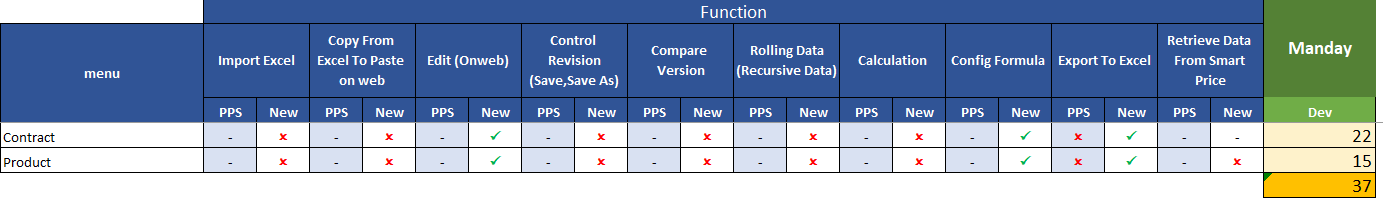 Function
Manday
menu
Import Excel
Copy From
Excel To Paste
on web
Edit (Onweb)
Control
Revision
(Save,Save As)
Compare
Version
Rolling Data
(Recursive Data)
Calculation
Config Formula
Export To Excel
Retrieve Data
From Smart
Price
PPS New PPS New PPS New PPS New PPS New PPS New PPS New PPS New PPS New PPS New Dev
Contract - × - × - ✓ - × - × - × - × - ✓ × ✓ - - 22
Product - × - × - ✓ - × - × - × - × - ✓ × ✓ - × 15
37